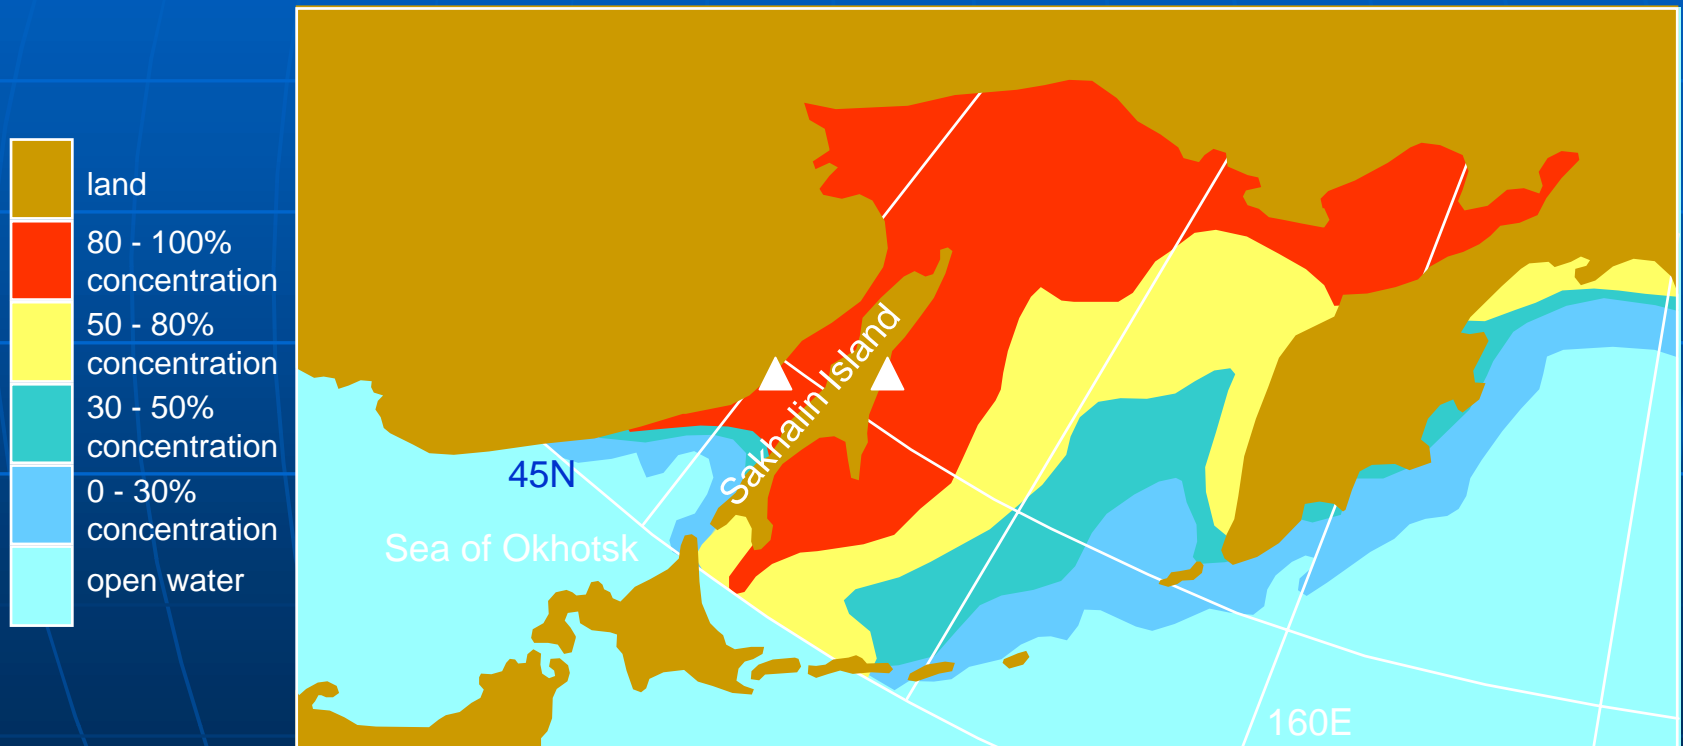 land
80 - 100%
concentration
50 - 80%
concentration
30 - 50%
concentration
0 - 30%
concentration
open water
Sakhalin Island
45N
Sea of Okhotsk
160E